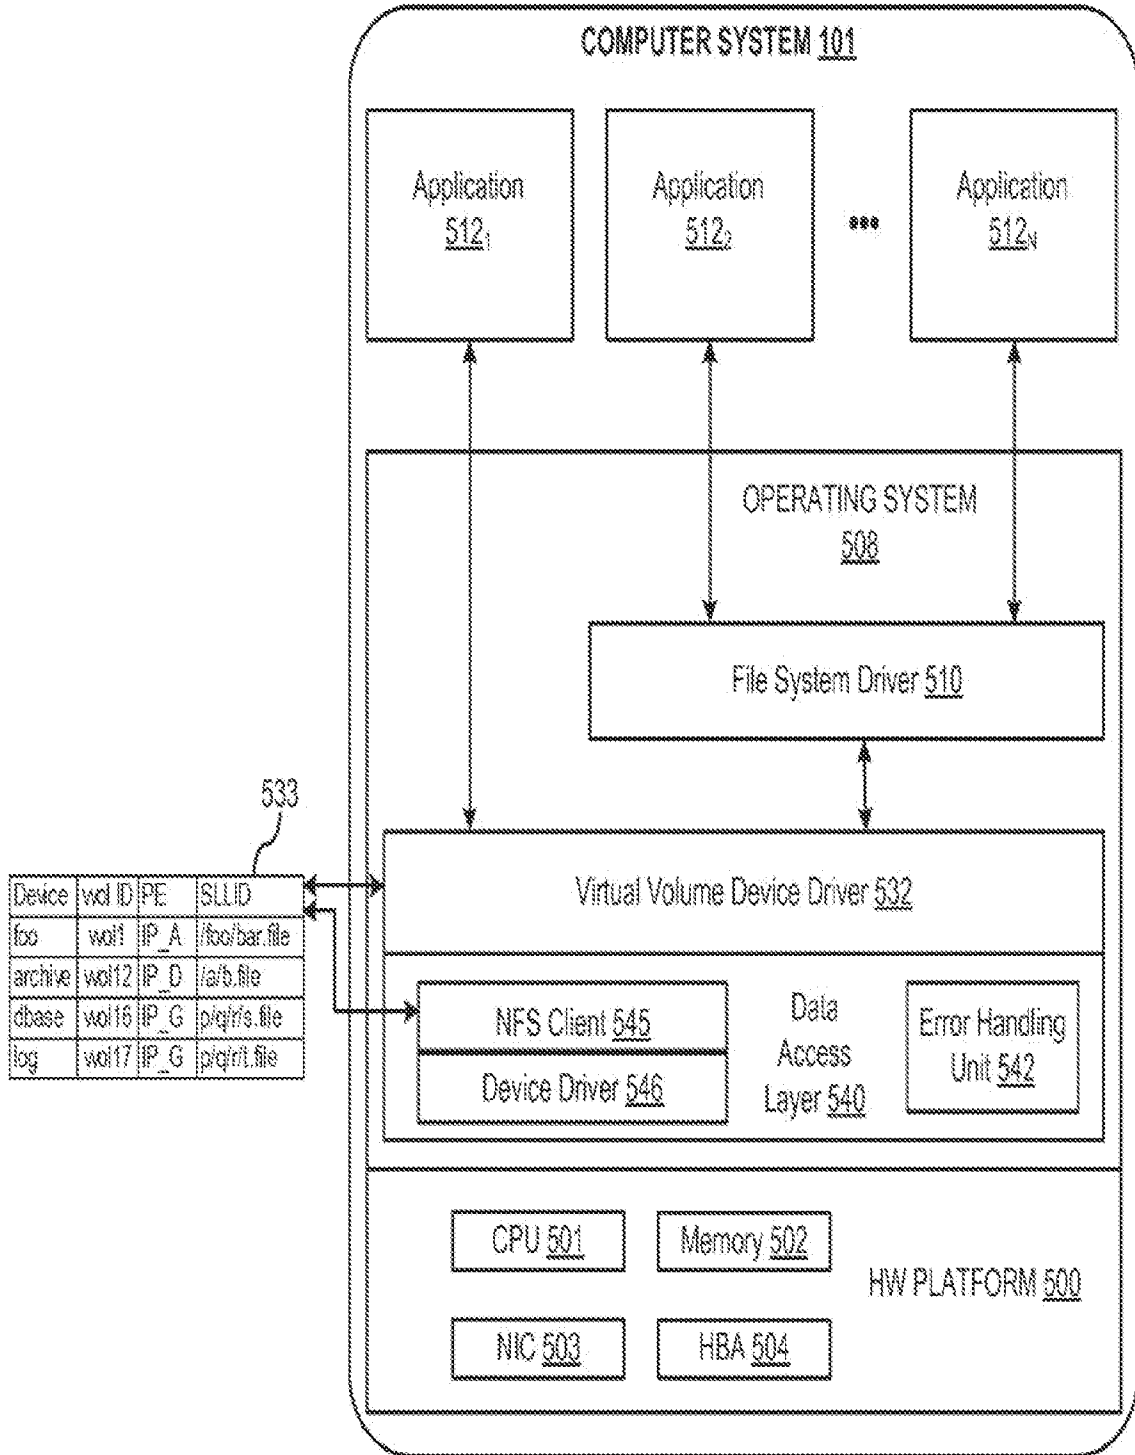 COMPUTER SYSTEM 101
Application
512₁
Application
512₂
•••
Application
512N
OPERATING SYSTEM
508
File System Driver 510
533
Device vvol ID PE SLLID
foo vvol1 IP_A /foo/bar.file
archive vvol12 IP_D /a/b.file
dbase vvol16 IP_G p/q/r/s.file
log vvol17 IP_G p/q/r/t.file
Virtual Volume Device Driver 532
NFS Client 545
Device Driver 546
Data
Access
Layer 540
Error Handling
Unit 542
CPU 501
Memory 502
HW PLATFORM 500
NIC 503
HBA 504